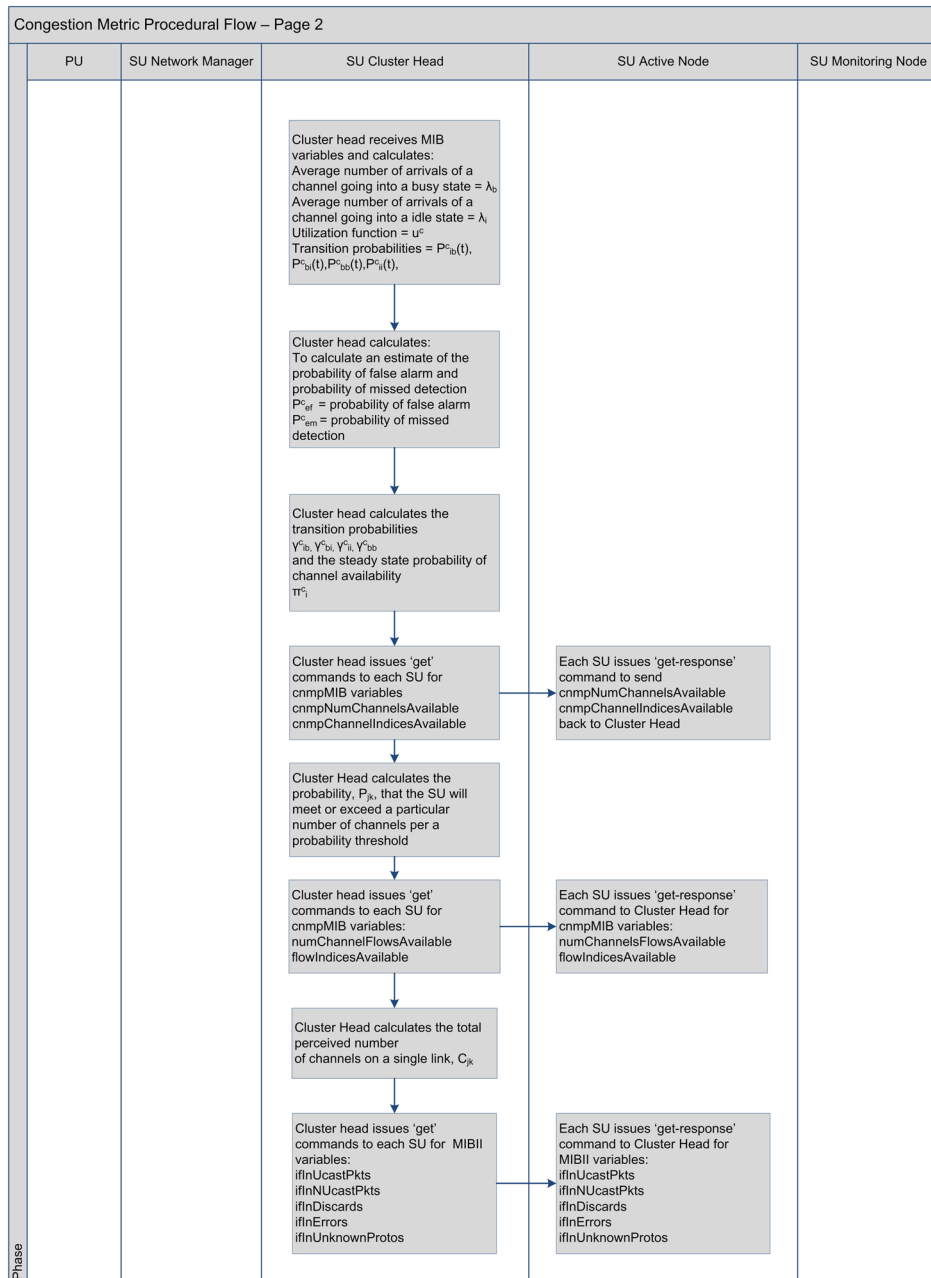 Congestion Metric Procedural Flow – Page 2
PU
SU Network Manager
SU Cluster Head
SU Active Node
SU Monitoring Node
Cluster head receives MIB
variables and calculates:
Average number of arrivals of a
channel going into a busy state = λb
Average number of arrivals of a
channel going into a idle state = λi
Utilization function = uᶜ
Transition probabilities = Pᶜib(t),
Pᶜbi(t),Pᶜbb(t),Pᶜii(t),
Cluster head calculates:
To calculate an estimate of the
probability of false alarm and
probability of missed detection
Pᶜef = probability of false alarm
Pᶜem = probability of missed
detection
Cluster head calculates the
transition probabilities
γᶜib, γᶜbi, γᶜii, γᶜbb
and the steady state probability of
channel availability
πᶜi
Cluster head issues ‘get’
commands to each SU for
cnmpMIB variables
cnmpNumChannelsAvailable
cnmpChannelIndicesAvailable
Each SU issues ‘get-response’
command to send
cnmpNumChannelsAvailable
cnmpChannelIndicesAvailable
back to Cluster Head
Cluster Head calculates the
probability, Pjk, that the SU will
meet or exceed a particular
number of channels per a
probability threshold
Cluster head issues ‘get’
commands to each SU for
cnmpMIB variables:
numChannelFlowsAvailable
flowIndicesAvailable
Each SU issues ‘get-response’
command to Cluster Head for
cnmpMIB variables:
numChannelsFlowsAvailable
flowIndicesAvailable
Cluster Head calculates the total
perceived number
of channels on a single link, Cjk
Cluster head issues ‘get’
commands to each SU for MIBII
variables:
ifInUcastPkts
ifInNUcastPkts
ifInDiscards
ifInErrors
ifInUnknownProtos
Each SU issues ‘get-response’
command to Cluster Head for
MIBII variables:
ifInUcastPkts
ifInNUcastPkts
ifInDiscards
ifInErrors
ifInUnknownProtos
Phase